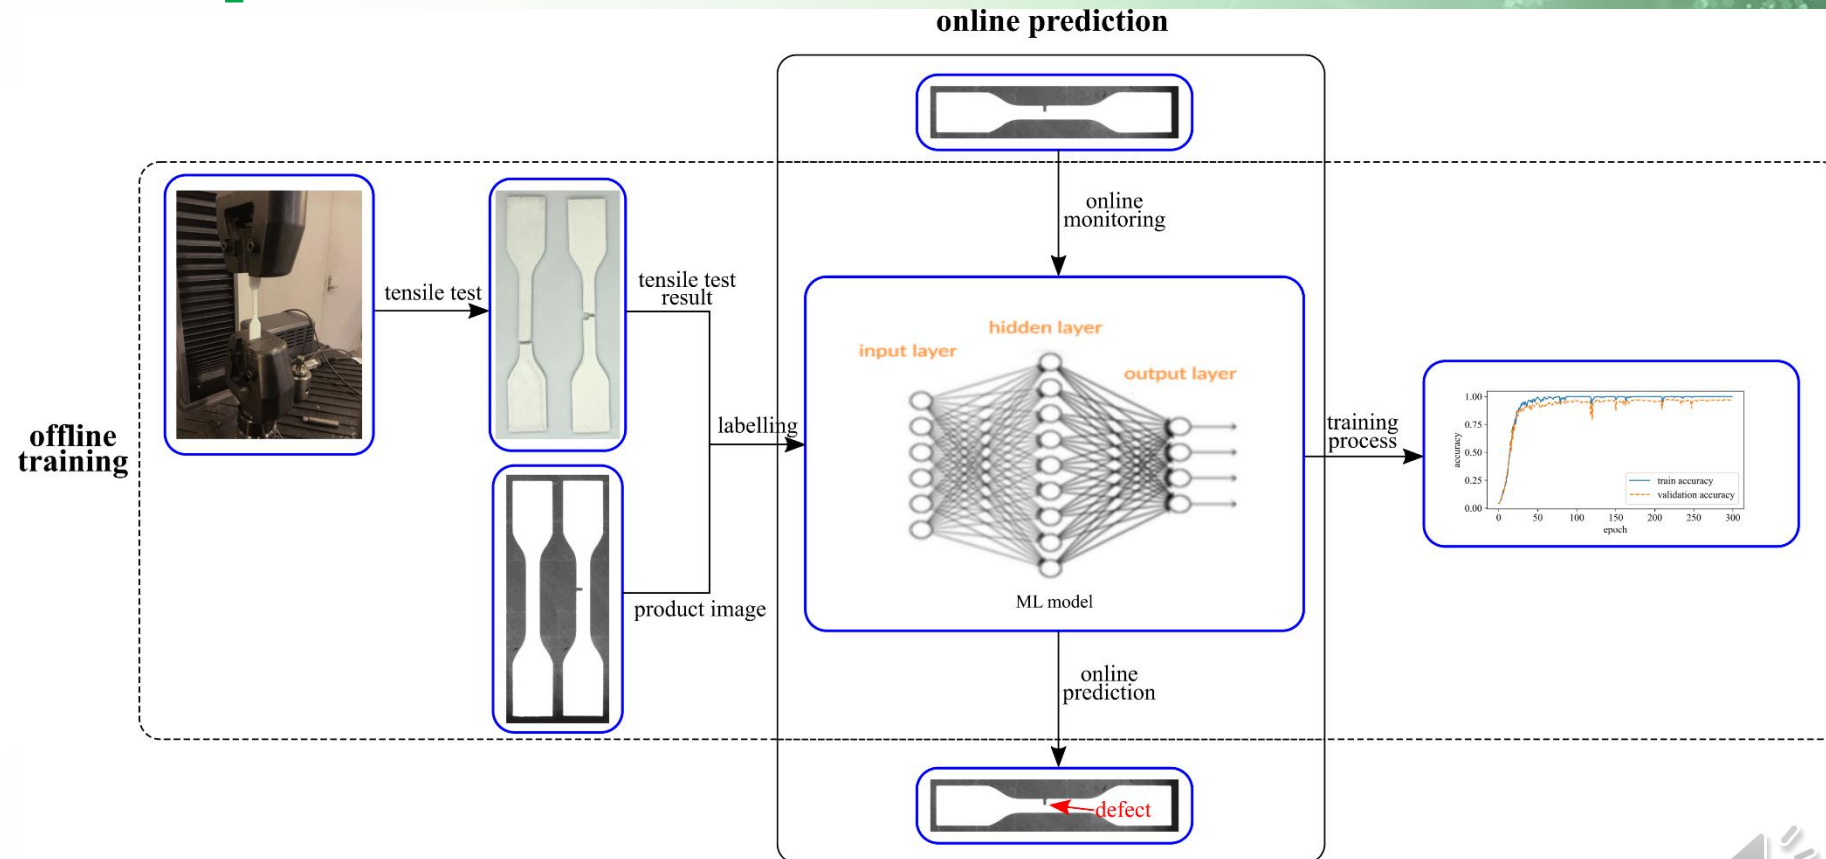 online prediction
online
monitoring
tensile test
tensile test
result
hidden layer
input layer
output layer
offline
training
labelling
training
process
1.00
0.75
0.50
0.25
0.00
accuracy
train accuracy
validation accuracy
0
50
100
150
200
250
300
epoch
product image
ML model
online
prediction
defect